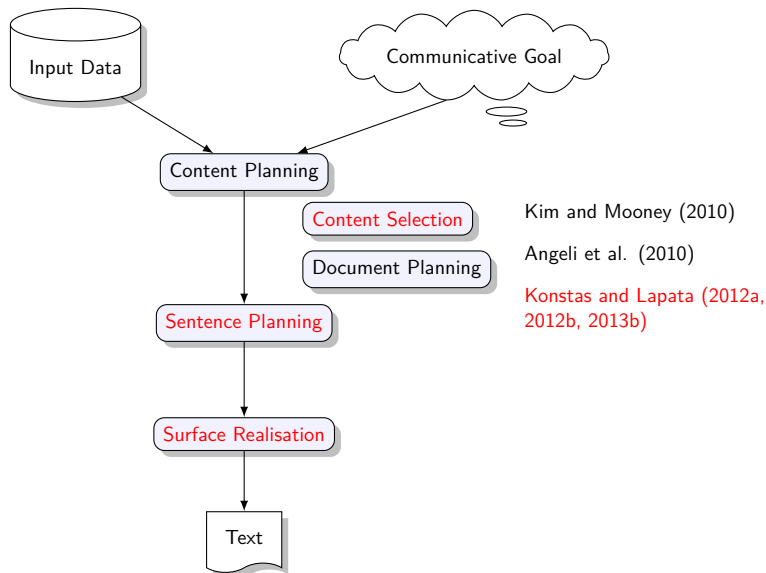 Input Data
Communicative Goal
Content Planning
Content Selection
Kim and Mooney (2010)
Document Planning
Angeli et al. (2010)
Sentence Planning
Konstas and Lapata (2012a,
2012b, 2013b)
Surface Realisation
Text